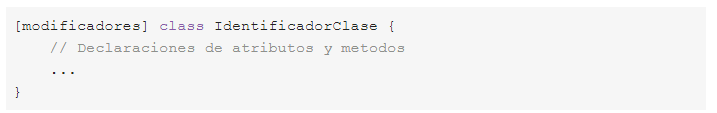 [modificadores] class IdentificadorClase {
    // Declaraciones de atributos y metodos
    ...
}